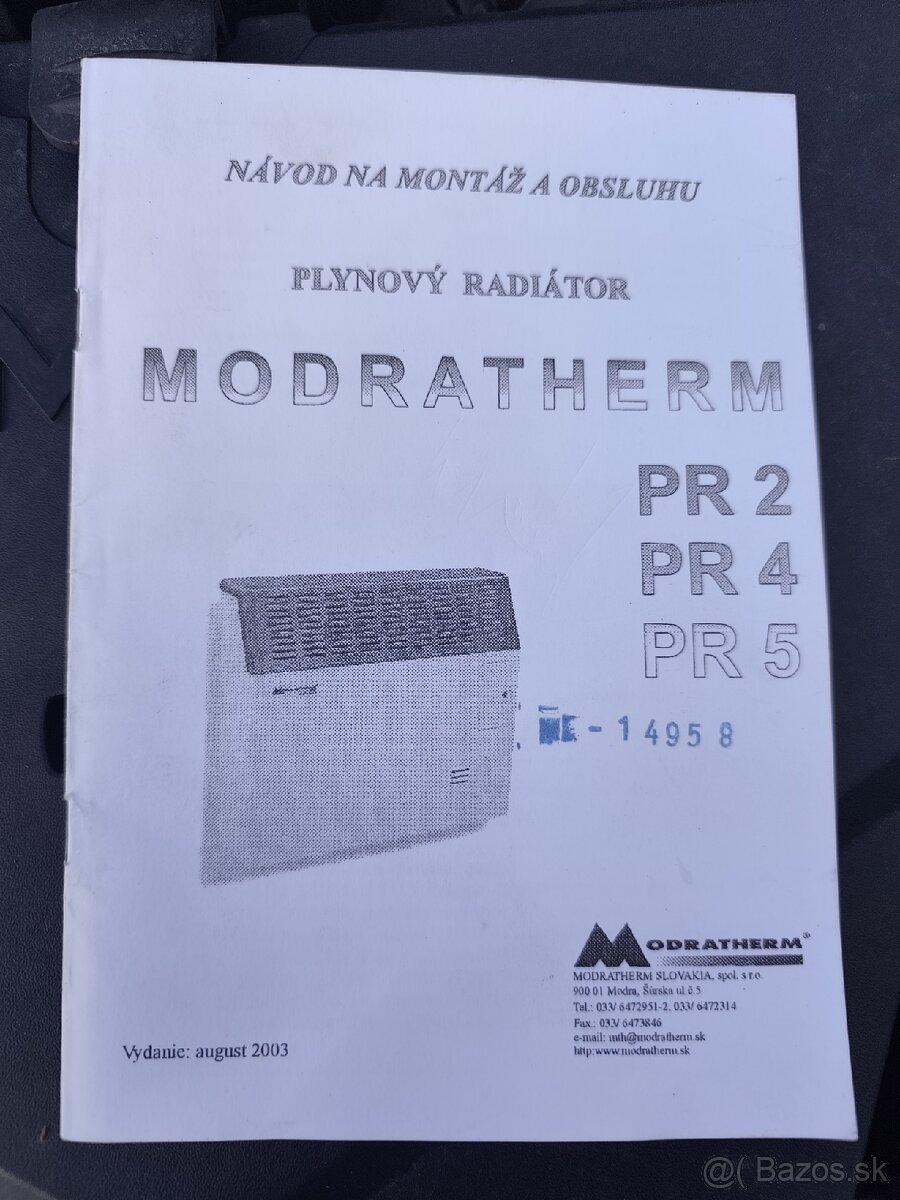 NÁVOD NA MONTÁŽ A OBSLUHU
PLYNOVÝ RADIÁTOR
MODRATHERM
PR 2
PR 4
PR 5
- 14958
MODRATHERM®
MODRATHERM SLOVAKIA, spol. s r.o.
900 01 Modra, Šúrska ul.č.5
Tel.: 033/ 6472951-2, 033/ 6472314
Fax.: 033/ 6473846
e-mail: mth@modratherm.sk
http:www.modratherm.sk
Vydanie: august 2003
@( Bazos.sk